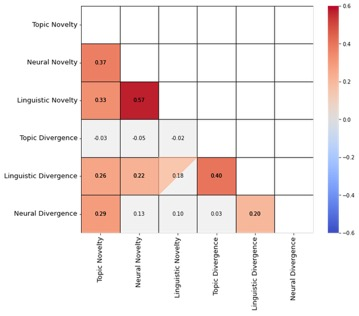 Topic Novelty
Neural Novelty 0.37
Linguistic Novelty 0.33 0.57
Topic Divergence -0.03 -0.05 -0.02
Linguistic Divergence 0.26 0.22 0.18 0.40
Neural Divergence 0.29 0.13 0.10 0.03 0.20
Topic Novelty
Neural Novelty
Linguistic Novelty
Topic Divergence
Linguistic Divergence
Neural Divergence
0.6
0.4
0.2
0.0
−0.2
−0.4
−0.6